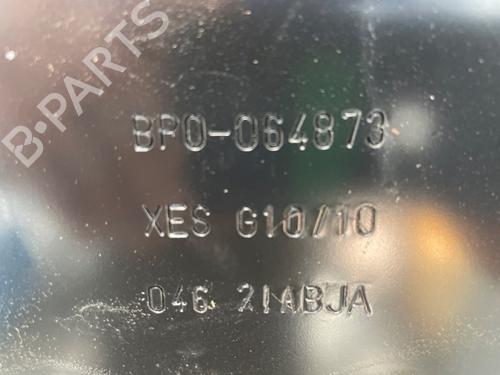 B-PARTS
BPO-064873
XES G10/10
046 21ABJA